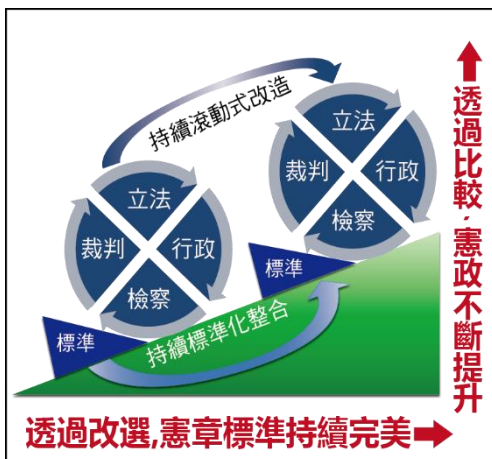 持續滾動式改造
立法
裁判
行政
檢察
標準
立法
裁判
行政
檢察
標準
持續標準化整合
透過比較,憲政不斷提升
透過改選,憲章標準持續完美